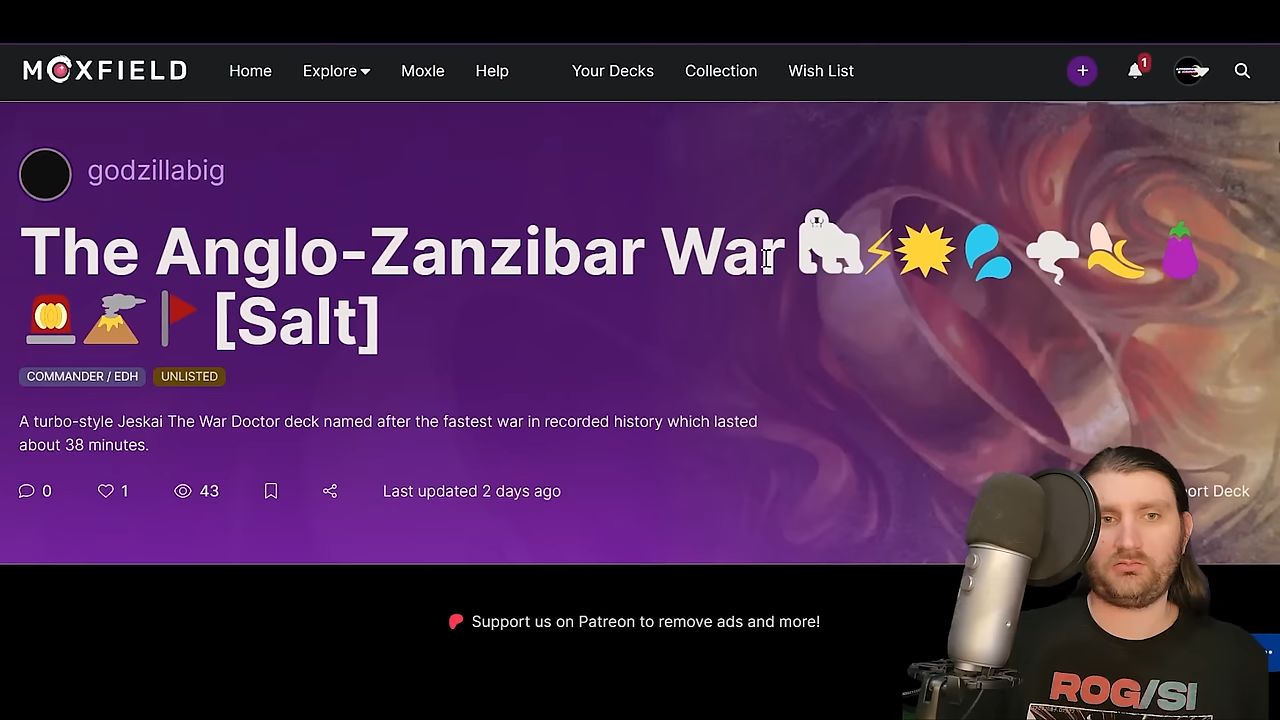 MOXFIELD Home Explore Moxle Help Your Decks Collection Wish List 1
godzillabig
The Anglo-Zanzibar War
[Salt]
COMMANDER / EDH UNLISTED
A turbo-style Jeskai The War Doctor deck named after the fastest war in recorded history which lasted
about 38 minutes.
0 1 43 Last updated 2 days ago ort Deck
Support us on Patreon to remove ads and more!
ROG/SI